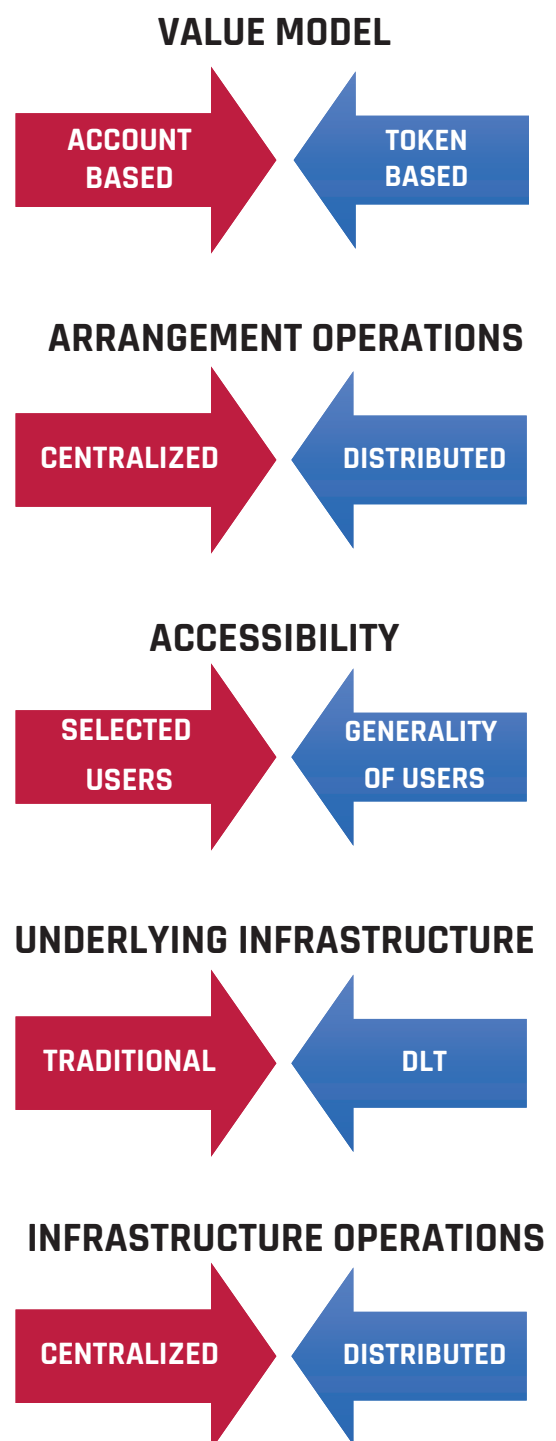 VALUE MODEL
ACCOUNT
BASED
TOKEN
BASED
ARRANGEMENT OPERATIONS
CENTRALIZED
DISTRIBUTED
ACCESSIBILITY
SELECTED
USERS
GENERALITY
OF USERS
UNDERLYING INFRASTRUCTURE
TRADITIONAL
DLT
INFRASTRUCTURE OPERATIONS
CENTRALIZED
DISTRIBUTED